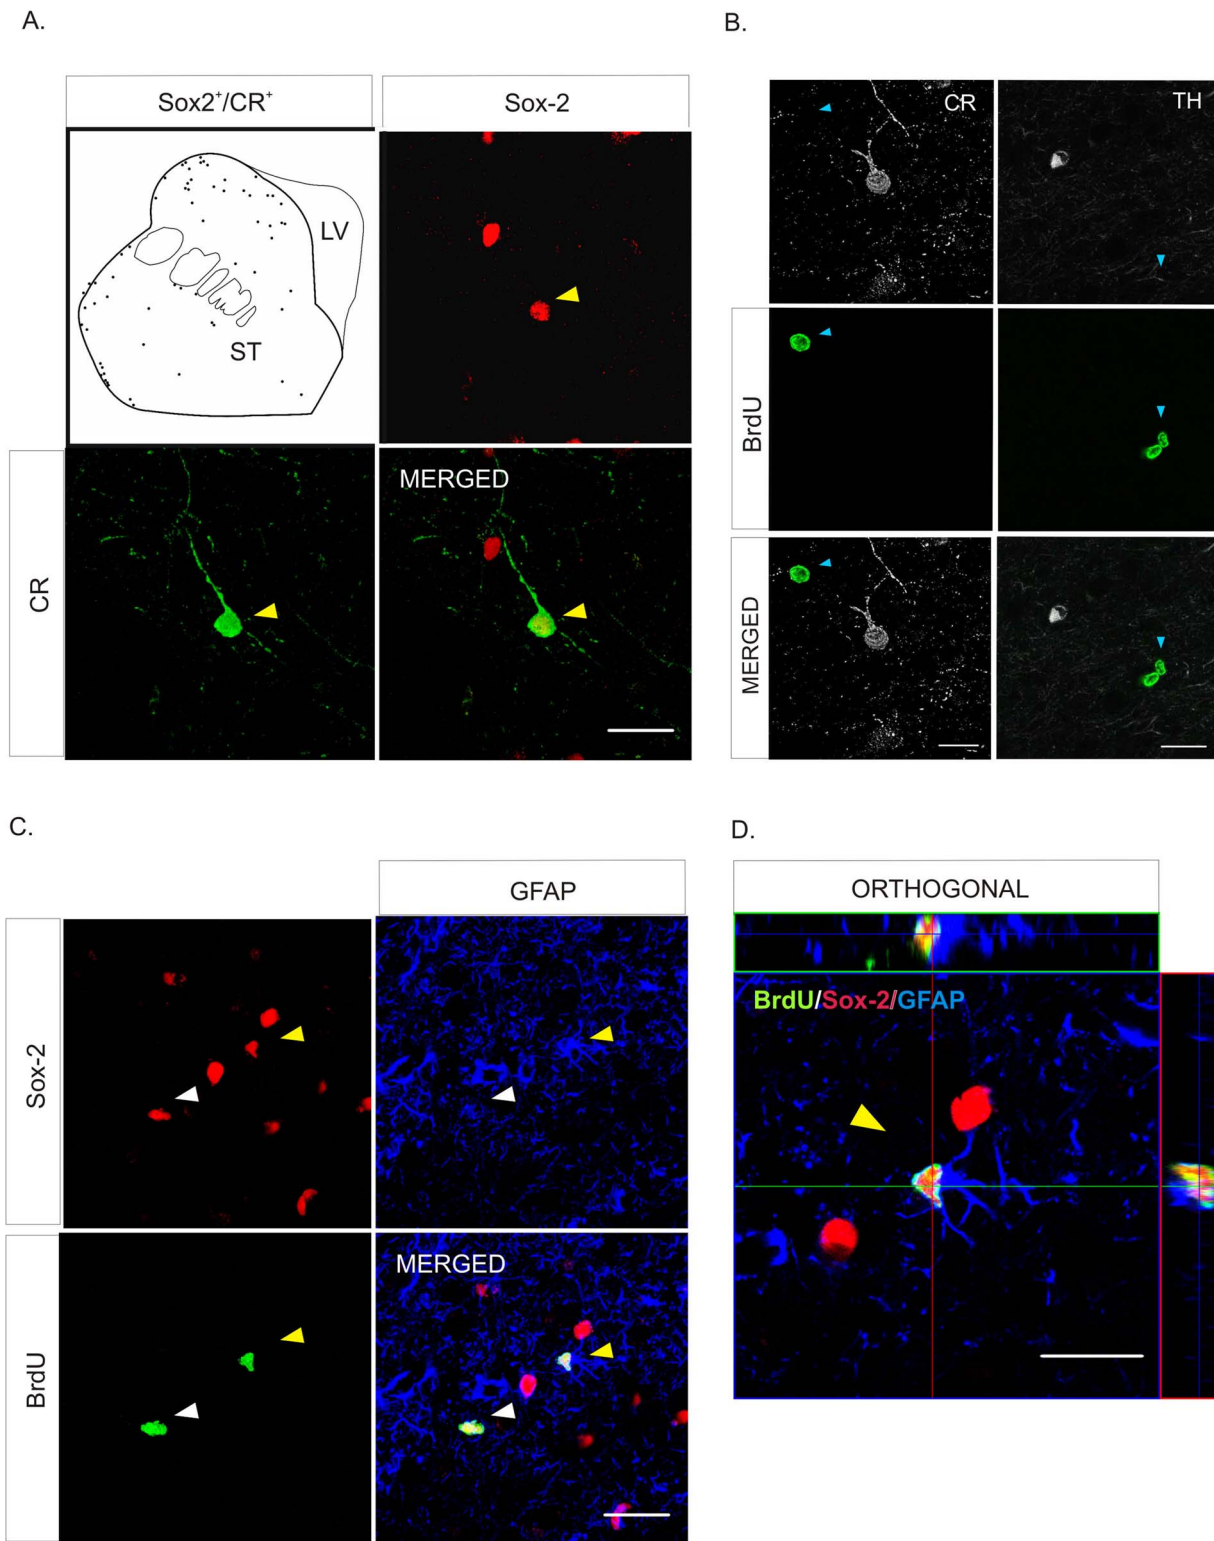 A.
Sox2⁺/CR⁺
Sox-2
LV
ST
CR
MERGED
B.
CR
TH
BrdU
MERGED
C.
GFAP
Sox-2
BrdU
MERGED
D.
ORTHOGONAL
BrdU/Sox-2/GFAP